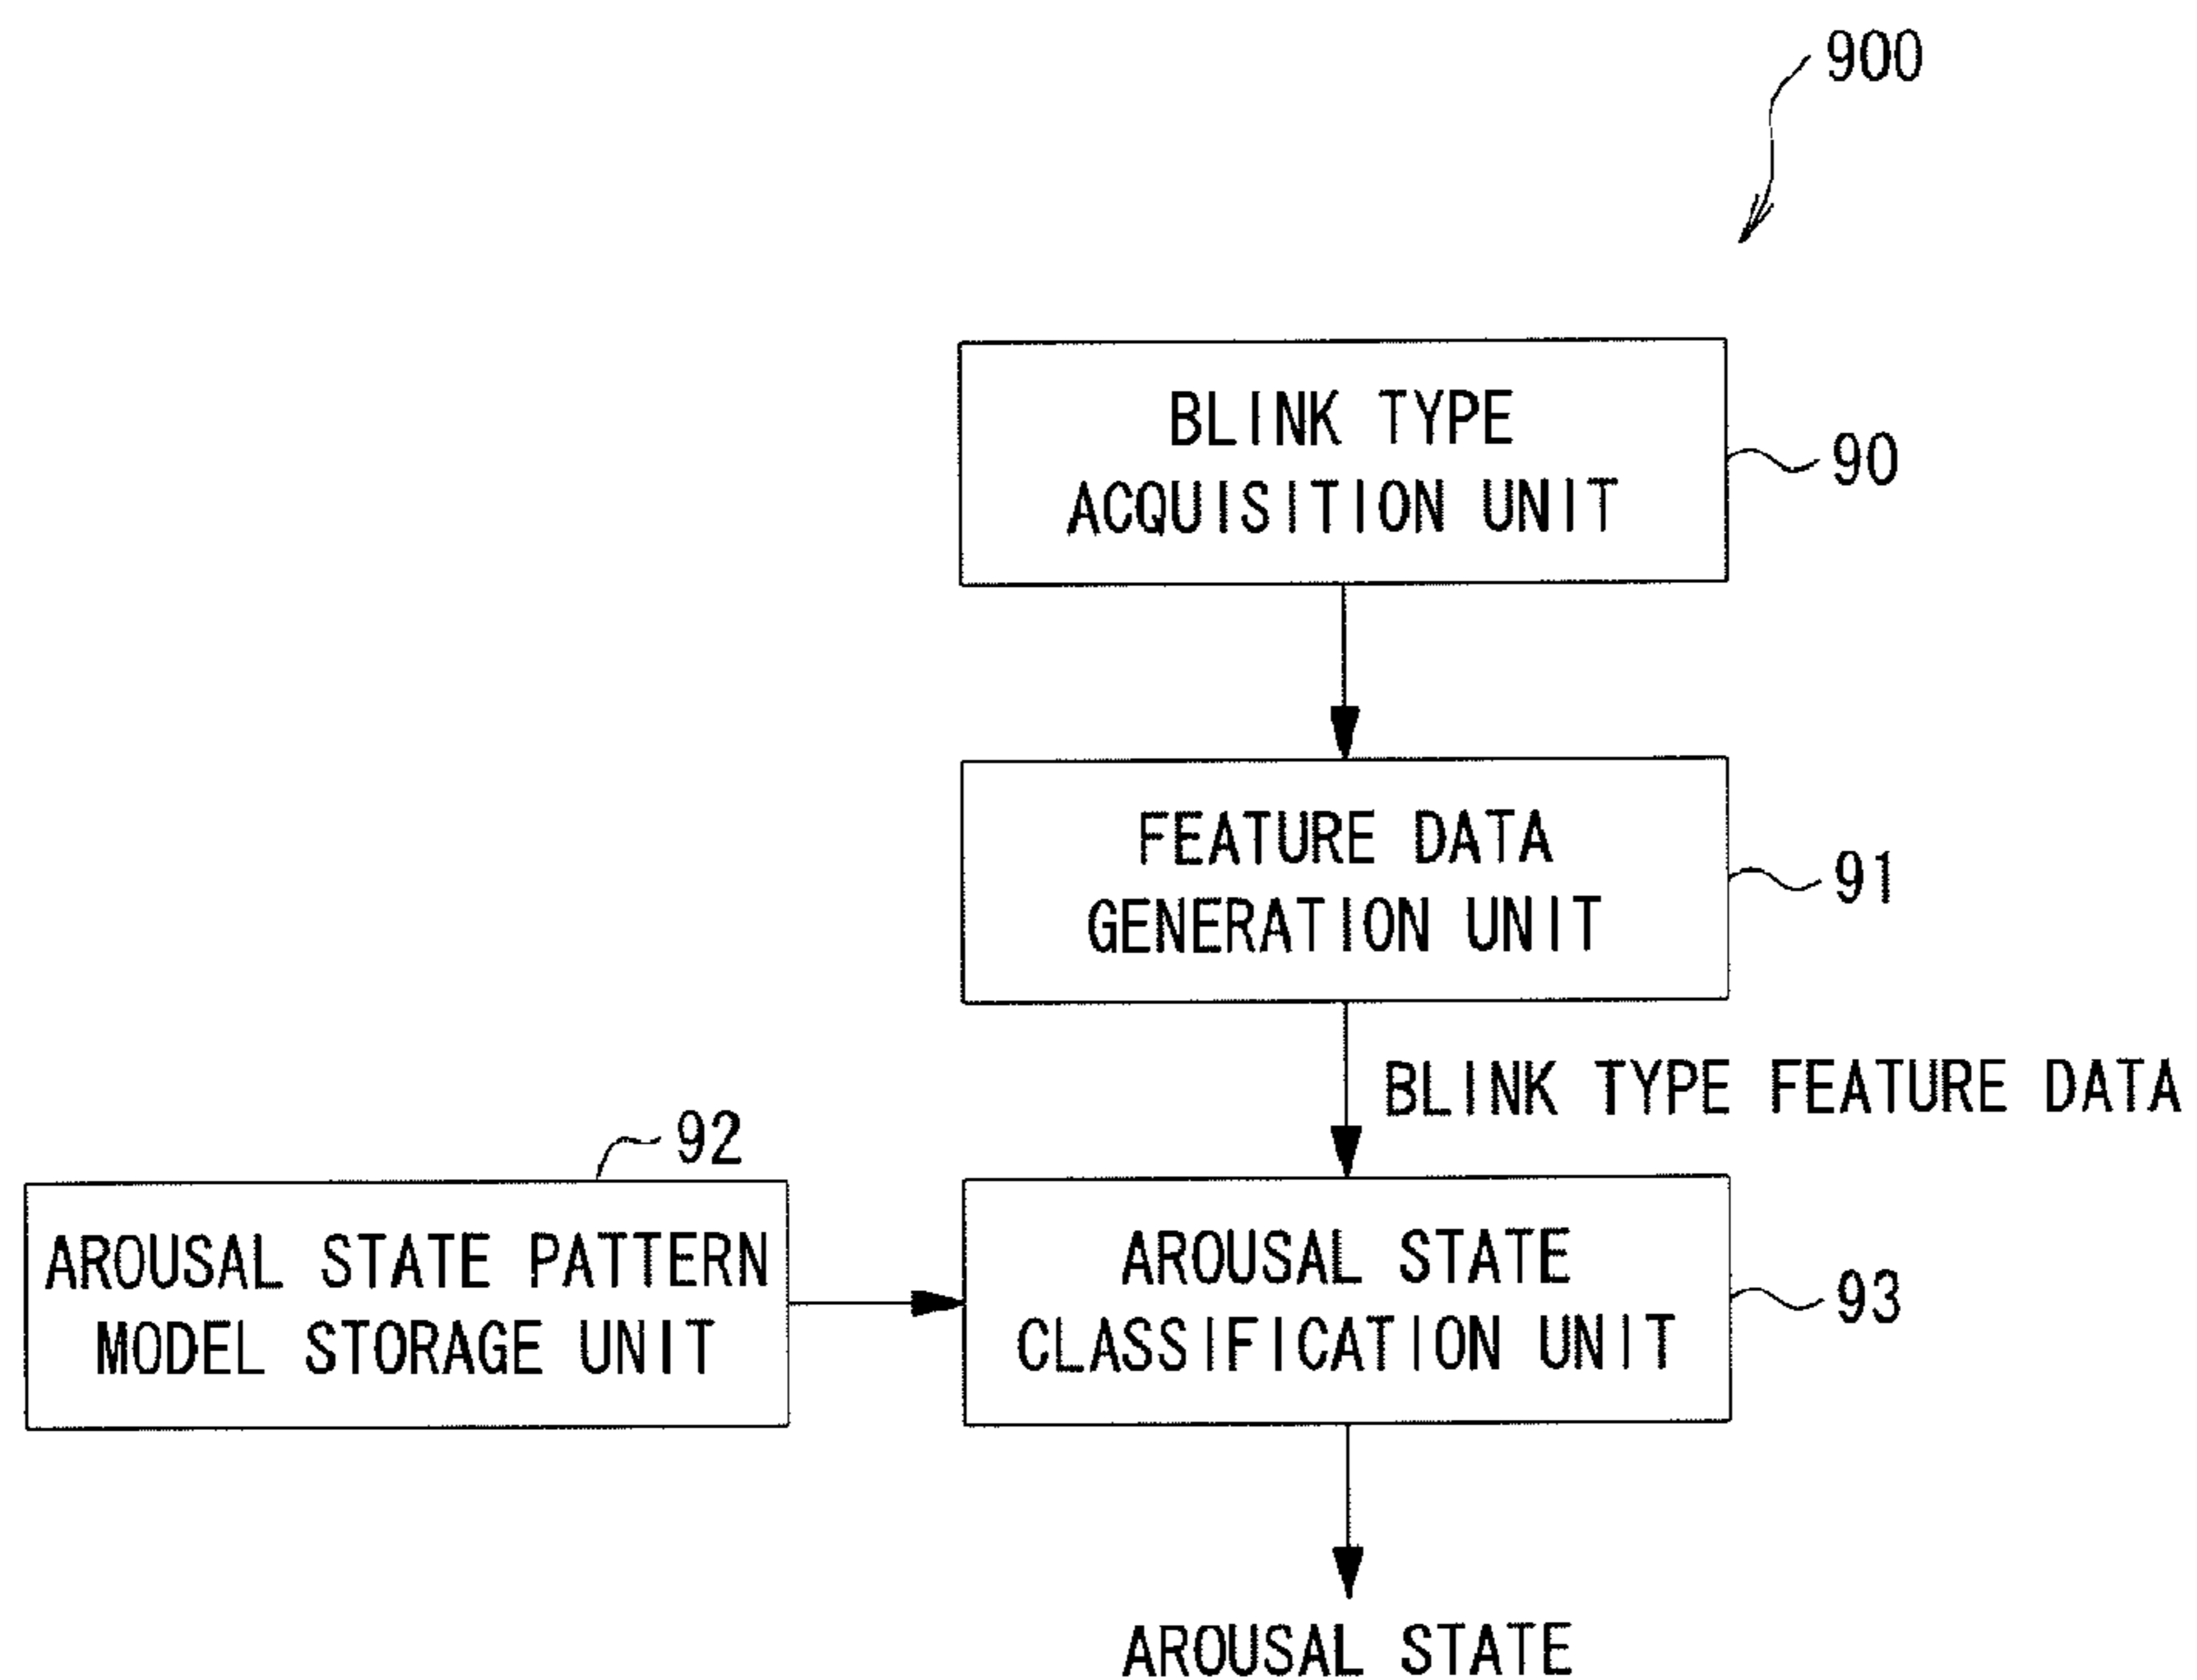 900
BLINK TYPE
ACQUISITION UNIT
90
FEATURE DATA
GENERATION UNIT
91
BLINK TYPE FEATURE DATA
92
AROUSAL STATE PATTERN
MODEL STORAGE UNIT
AROUSAL STATE
CLASSIFICATION UNIT
93
AROUSAL STATE